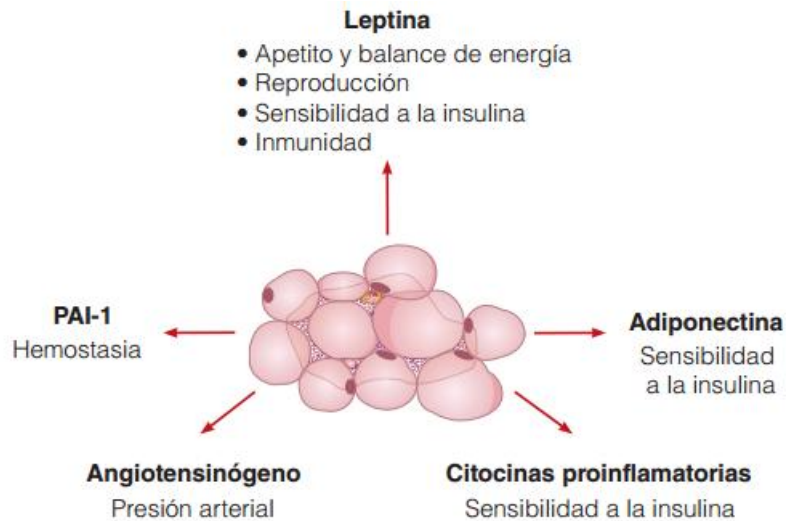 Leptina
• Apetito y balance de energía
• Reproducción
• Sensibilidad a la insulina
• Inmunidad
PAI-1
Hemostasia
Adiponectina
Sensibilidad
a la insulina
Angiotensinógeno
Presión arterial
Citocinas proinflamatorias
Sensibilidad a la insulina